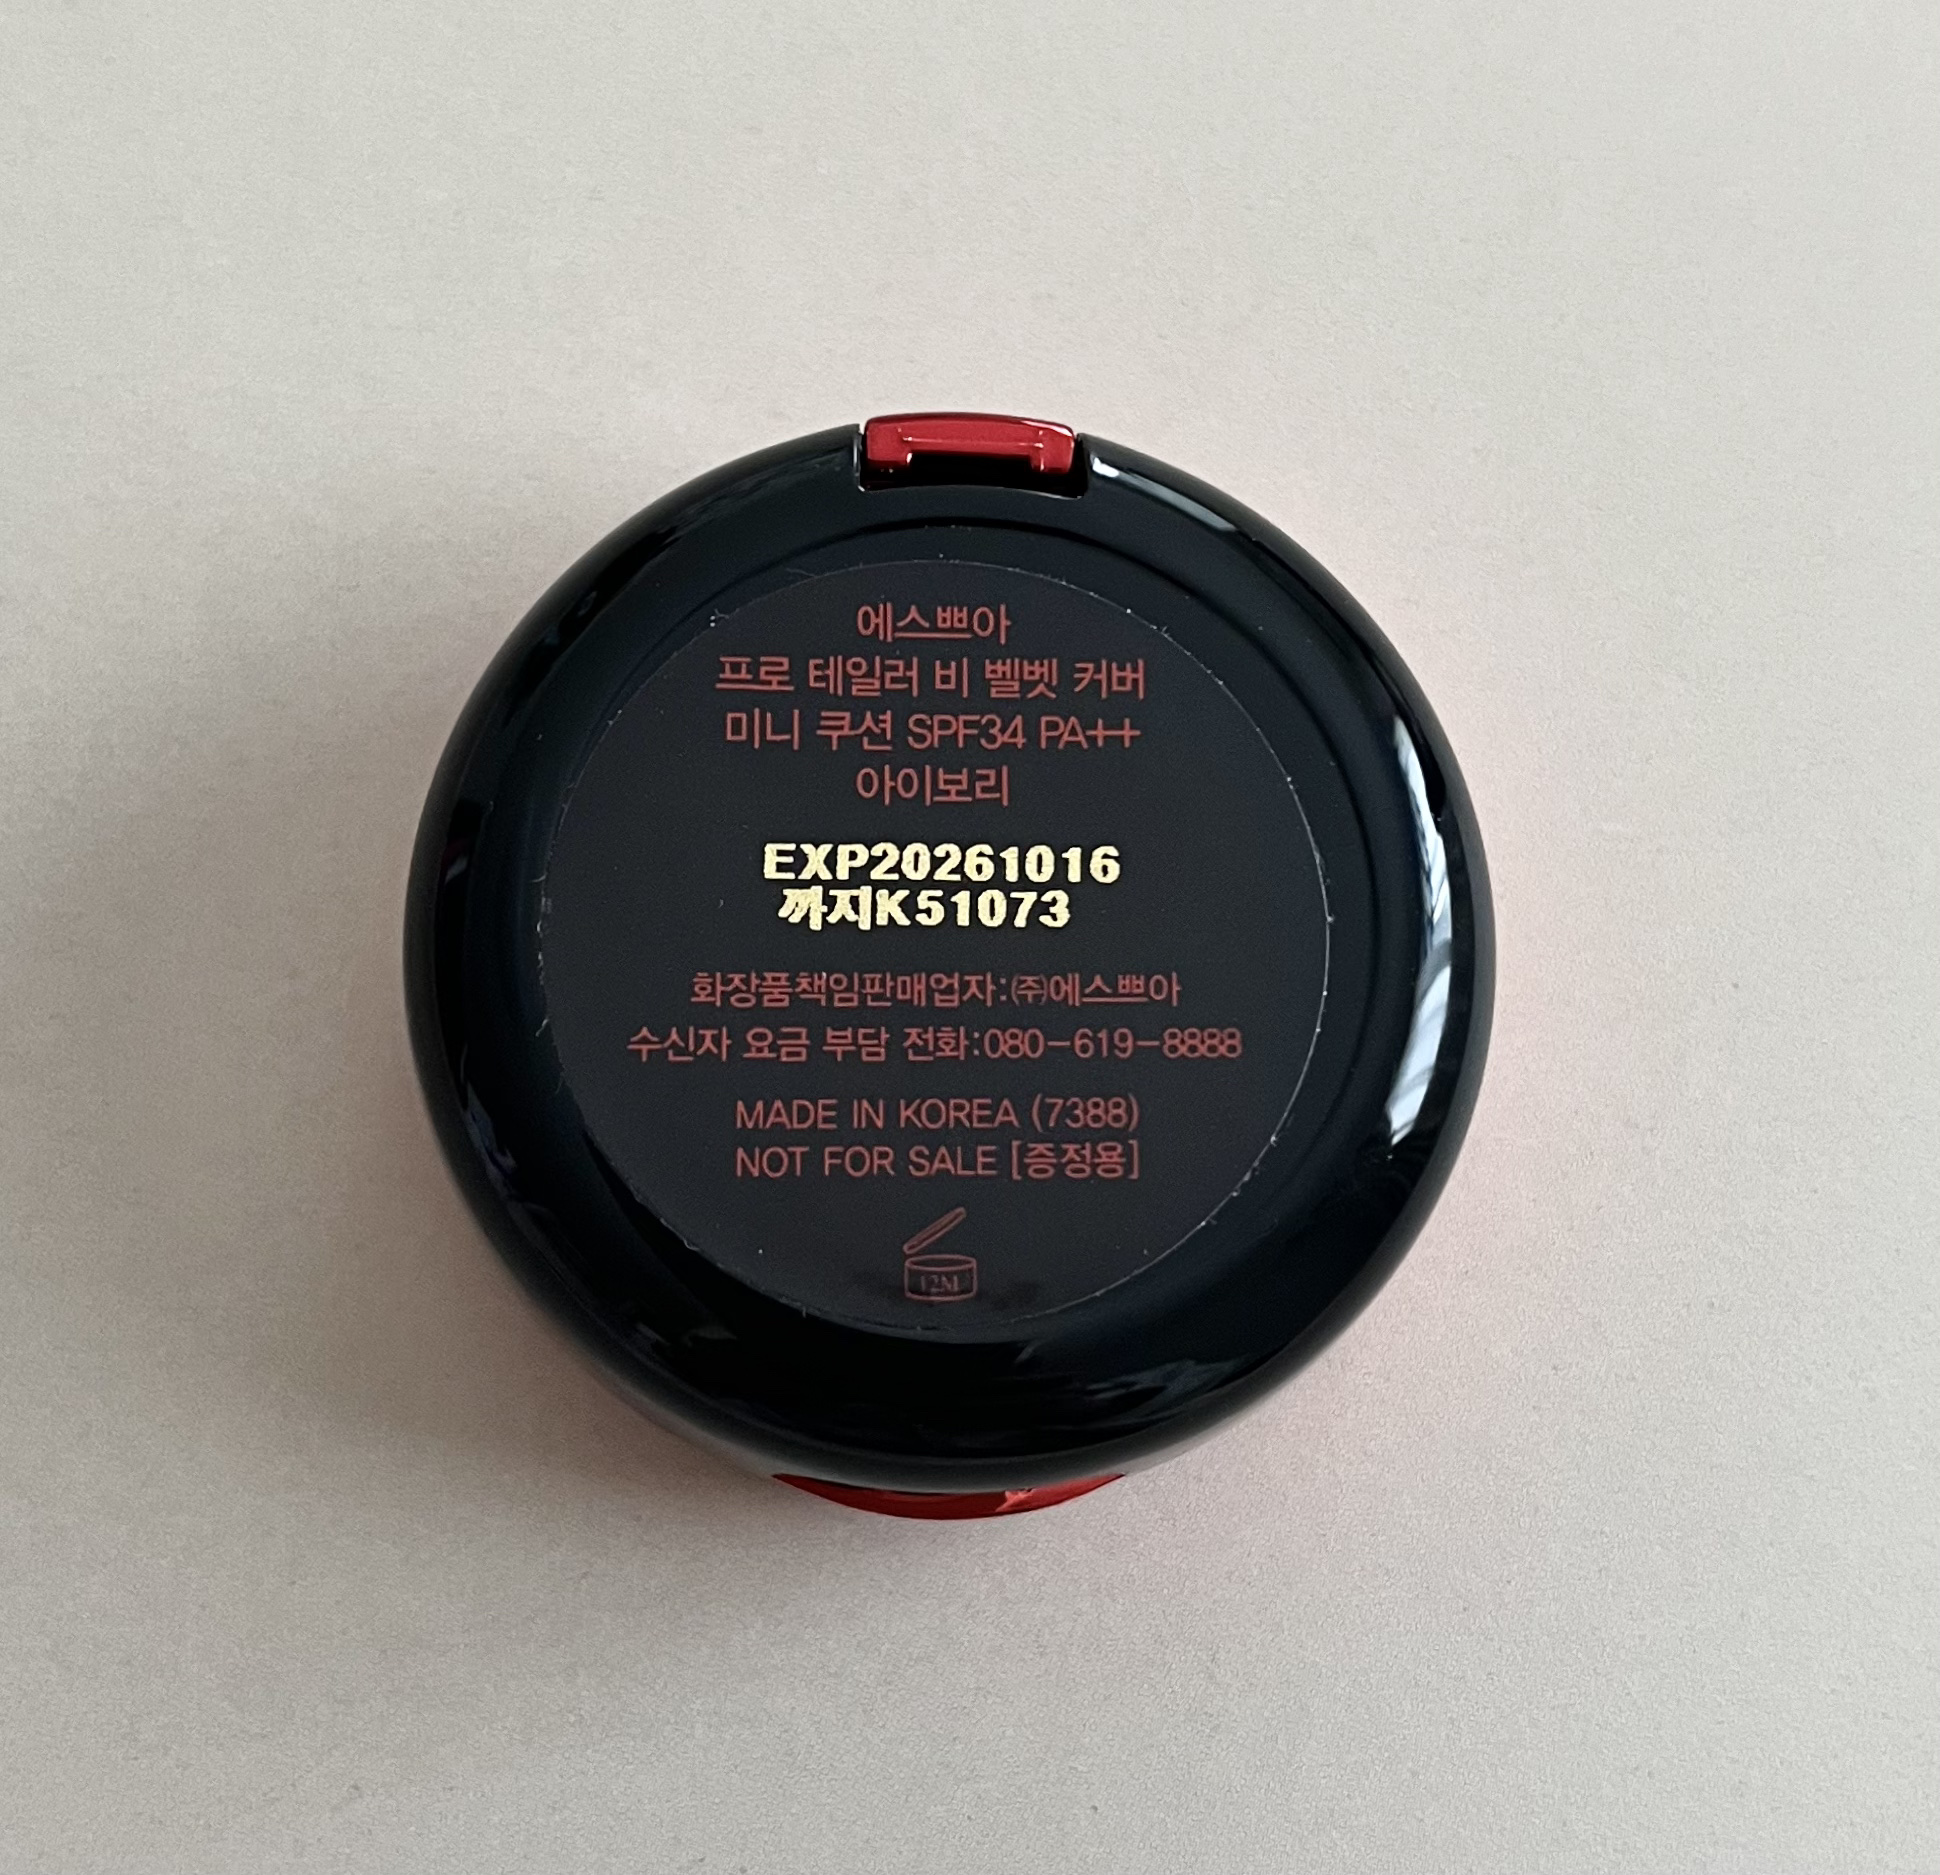 에스쁘아
프로 테일러 비 벨벳 커버
미니 쿠션 SPF34 PA++
아이보리
EXP20261016
까지K51073
화장품책임판매업자:㈜에스쁘아
수신자 요금 부담 전화:080-619-8888
MADE IN KOREA (7388)
NOT FOR SALE [증정용]
12M